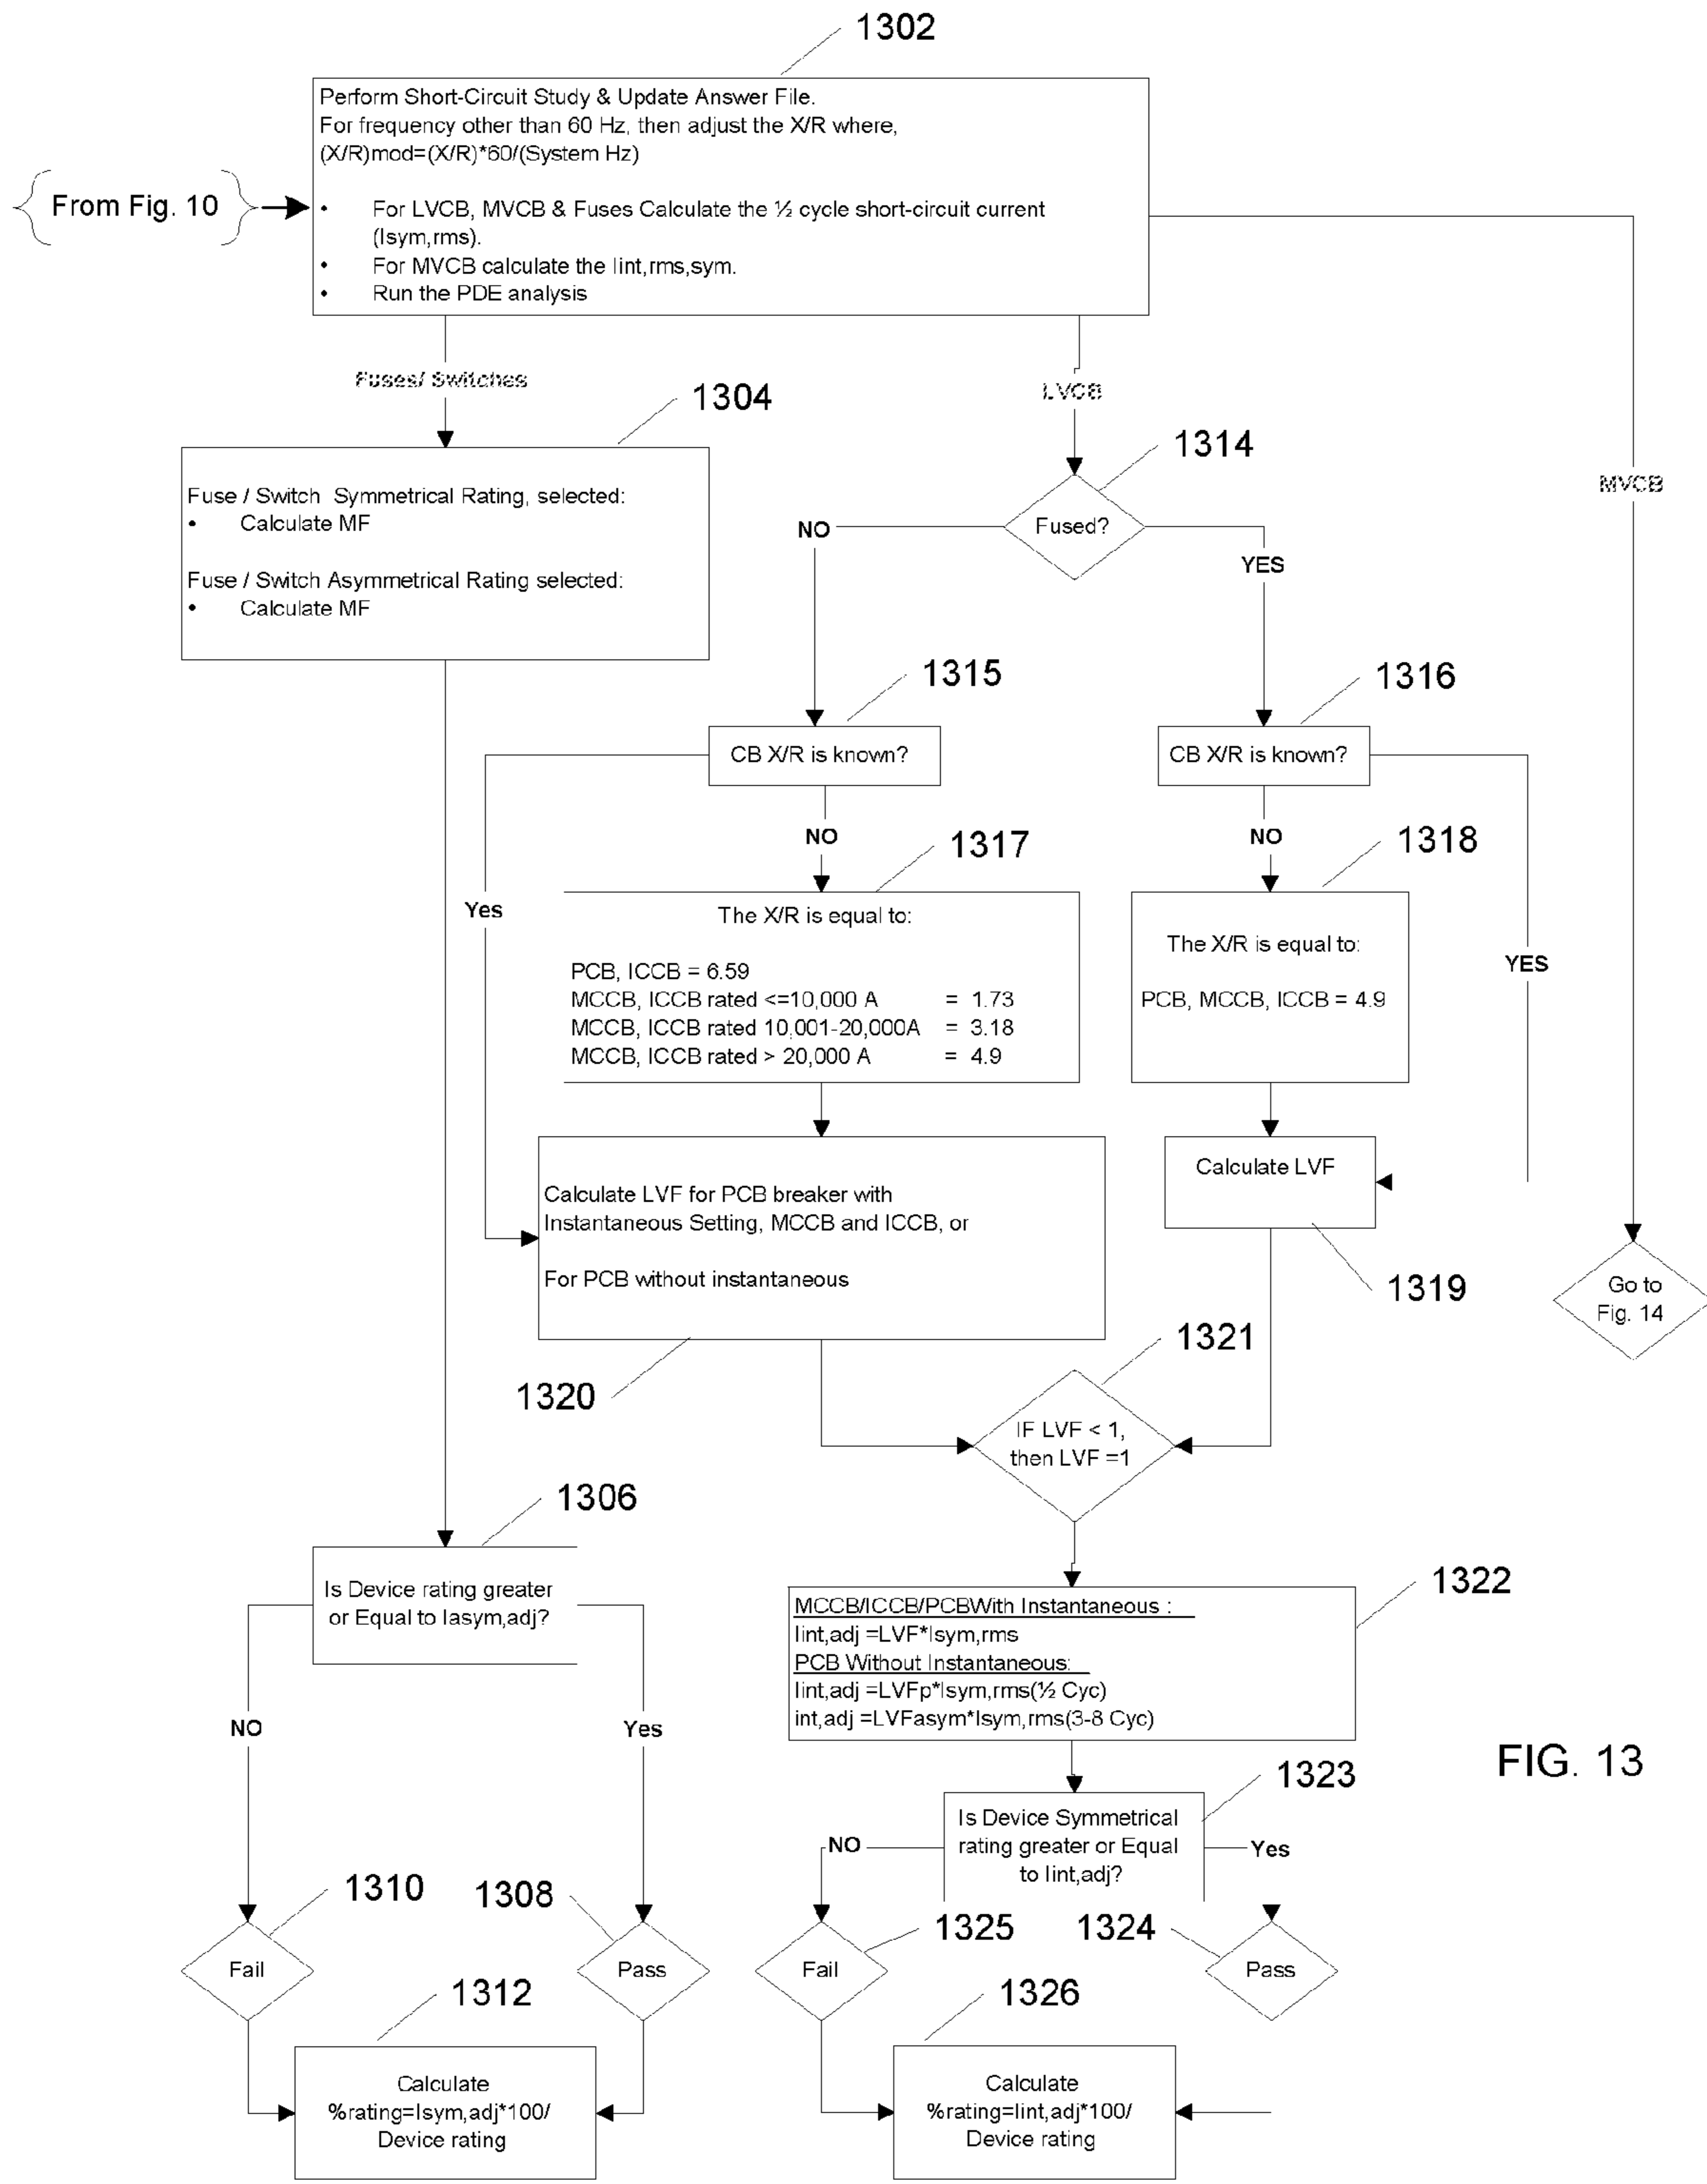 1302
Perform Short-Circuit Study & Update Answer File.
For frequency other than 60 Hz, then adjust the X/R where,
(X/R)mod=(X/R)*60/(System Hz)
From Fig. 10
• For LVCB, MVCB & Fuses Calculate the ½ cycle short-circuit current
(Isym,rms).
• For MVCB calculate the Iint,rms,sym.
• Run the PDE analysis
Fuses/ Switches
LVCB
MVCB
1304
Fuse / Switch Symmetrical Rating, selected:
• Calculate MF
Fuse / Switch Asymmetrical Rating selected:
• Calculate MF
1314
Fused?
NO
YES
1315
CB X/R is known?
1316
CB X/R is known?
NO
NO
Yes
YES
1317
The X/R is equal to:
PCB, ICCB = 6.59
MCCB, ICCB rated <=10,000 A = 1.73
MCCB, ICCB rated 10,001-20,000A = 3.18
MCCB, ICCB rated > 20,000 A = 4.9
1318
The X/R is equal to:
PCB, MCCB, ICCB = 4.9
Calculate LVF for PCB breaker with
Instantaneous Setting, MCCB and ICCB, or
For PCB without instantaneous
1320
Calculate LVF
1319
Go to
Fig. 14
1321
IF LVF < 1,
then LVF =1
1306
Is Device rating greater
or Equal to Iasym,adj?
NO
Yes
1322
MCCB/ICCB/PCBWith Instantaneous :
Iint,adj =LVF*Isym,rms
PCB Without Instantaneous:
Iint,adj =LVFp*Isym,rms(½ Cyc)
int,adj =LVFasym*Isym,rms(3-8 Cyc)
FIG. 13
1323
Is Device Symmetrical
rating greater or Equal
to Iint,adj?
NO
Yes
1310
Fail
1308
Pass
1325
Fail
1324
Pass
1312
Calculate
%rating=Isym,adj*100/
Device rating
1326
Calculate
%rating=Iint,adj*100/
Device rating